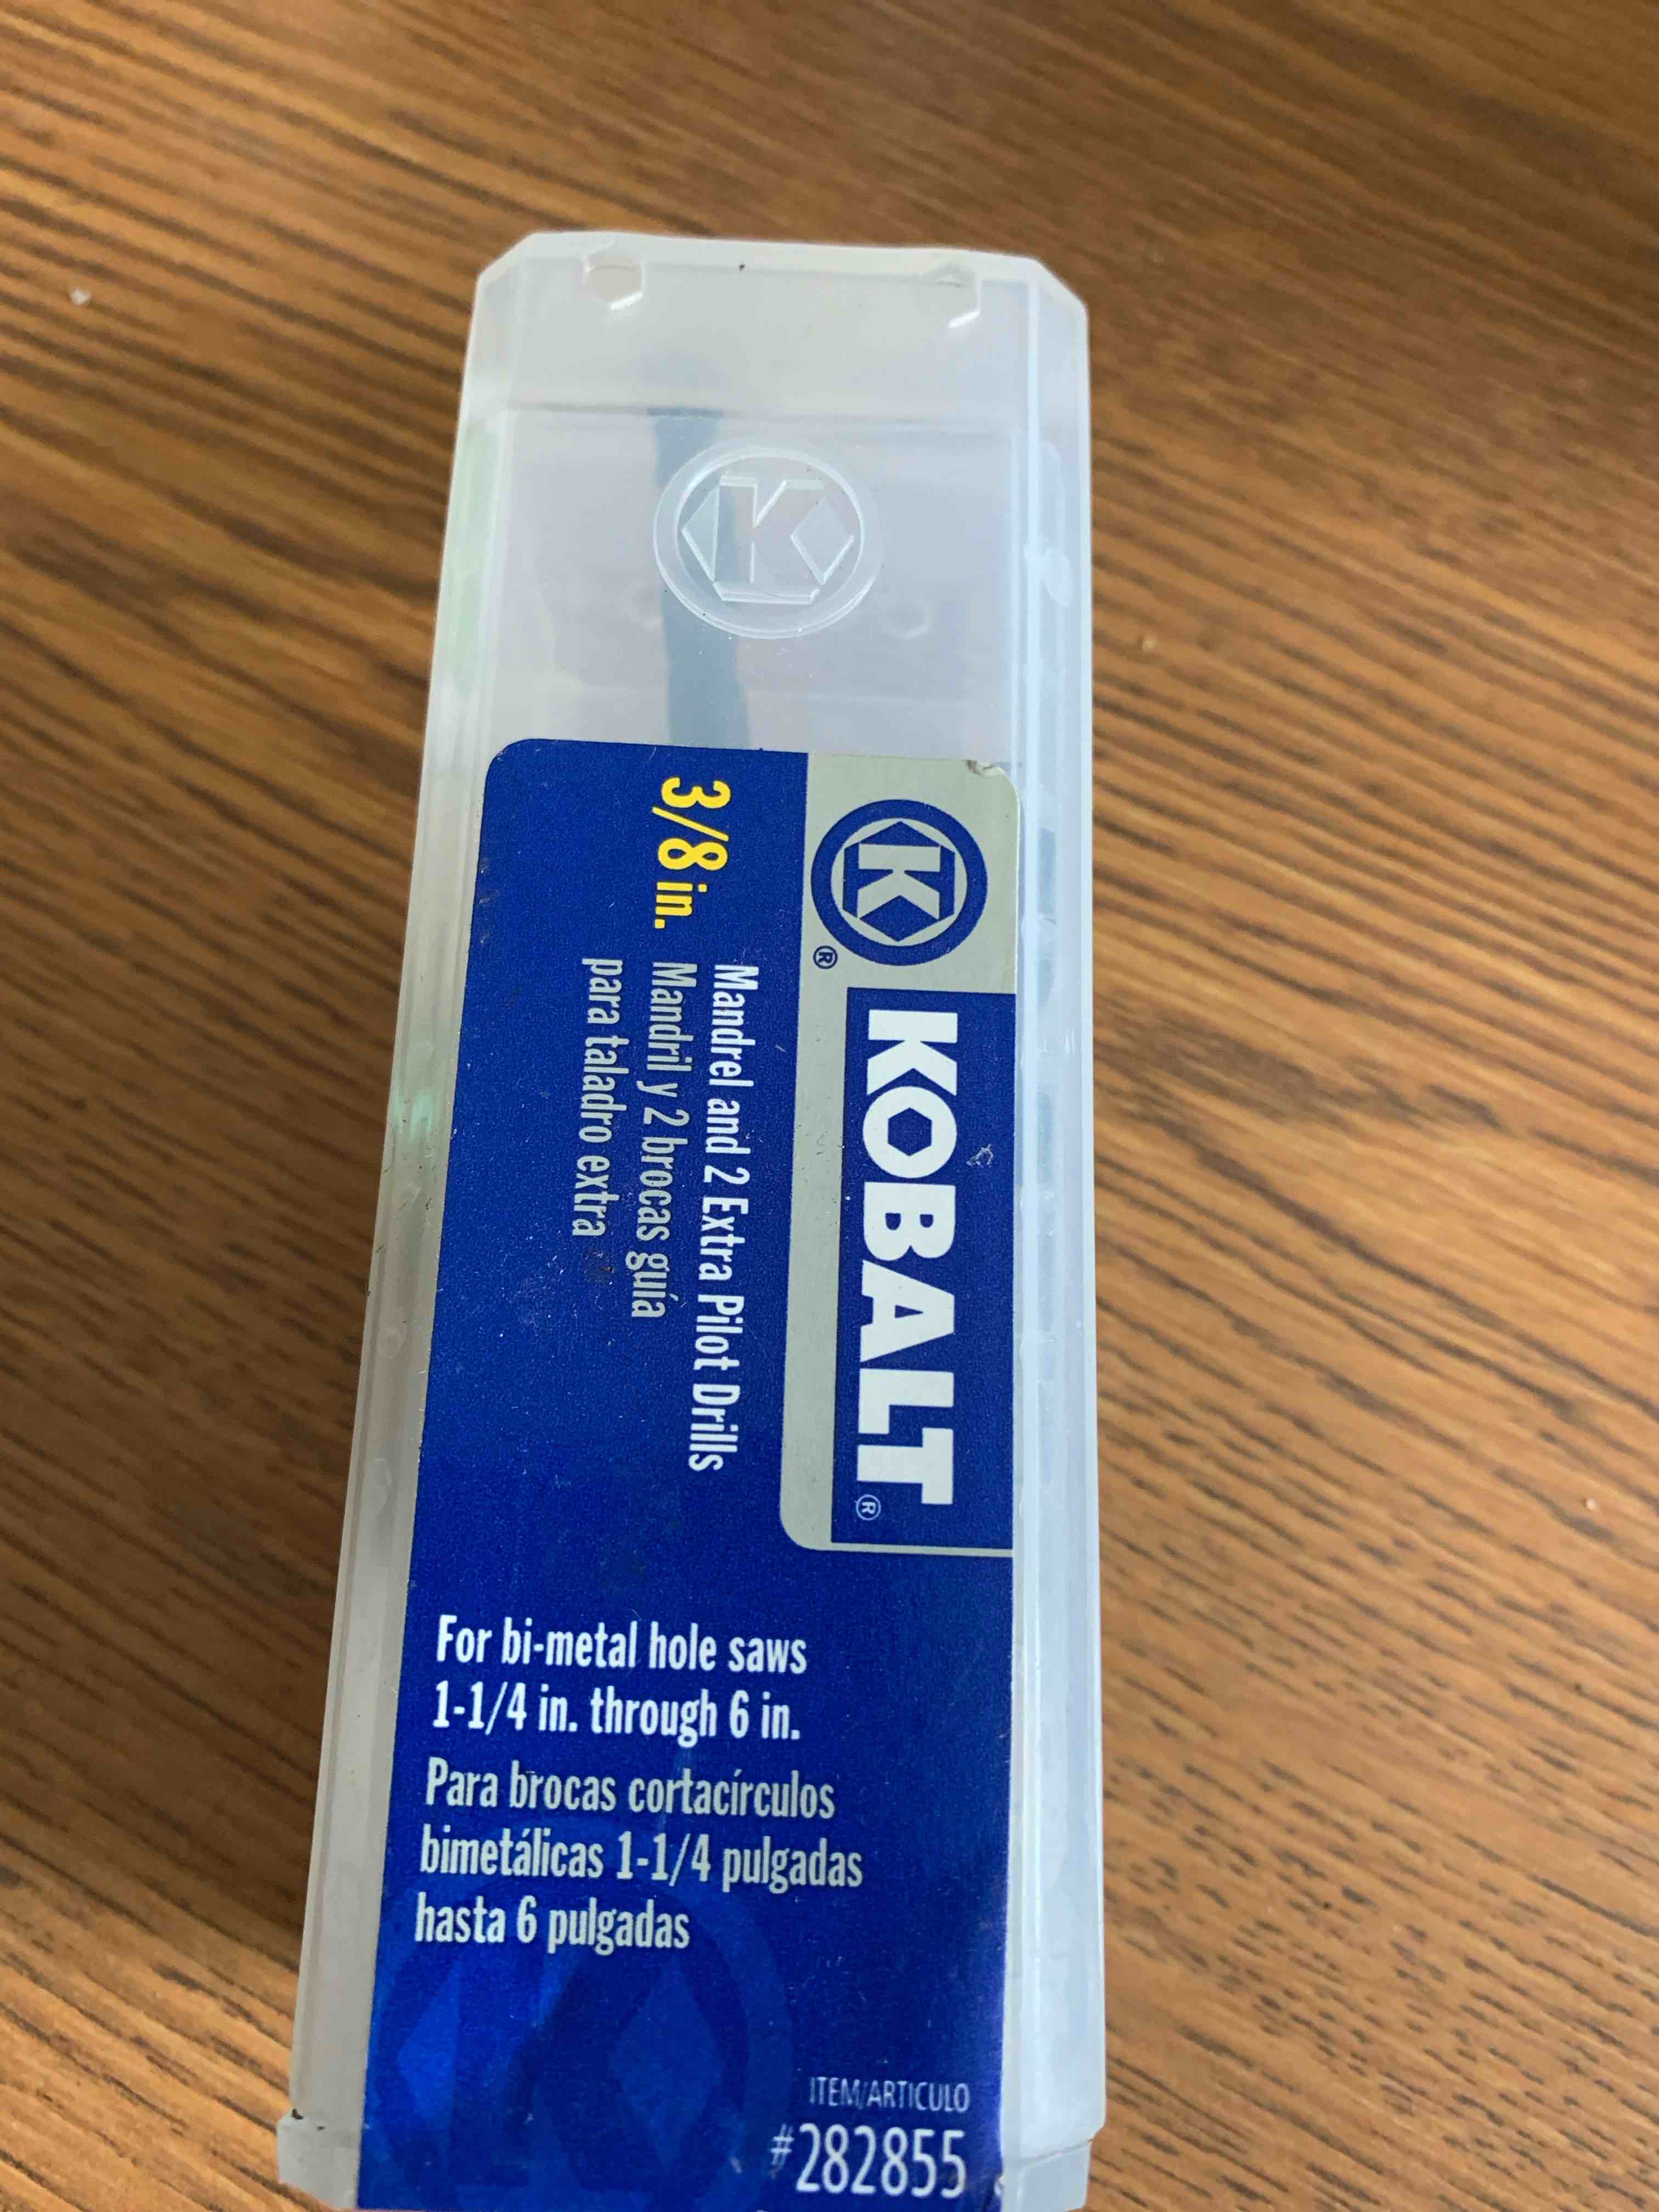 K
K ®
KOBALT ®
3/8 in.
Mandrel and 2 Extra Pilot Drills
Mandril y 2 brocas guía
para taladro extra
For bi-metal hole saws
1-1/4 in. through 6 in.
Para brocas cortacírculos
bimetálicas 1-1/4 pulgadas
hasta 6 pulgadas
ITEM/ARTICULO
#282855